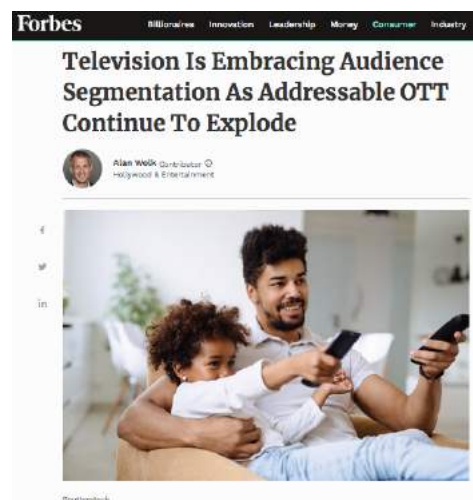 Forbes
Billionaires Innovation Leadership Money Consumer Industry
Television Is Embracing Audience
Segmentation As Addressable OTT
Continue To Explode
Alan Wolk Contributor
Hollywood & Entertainment
f
in